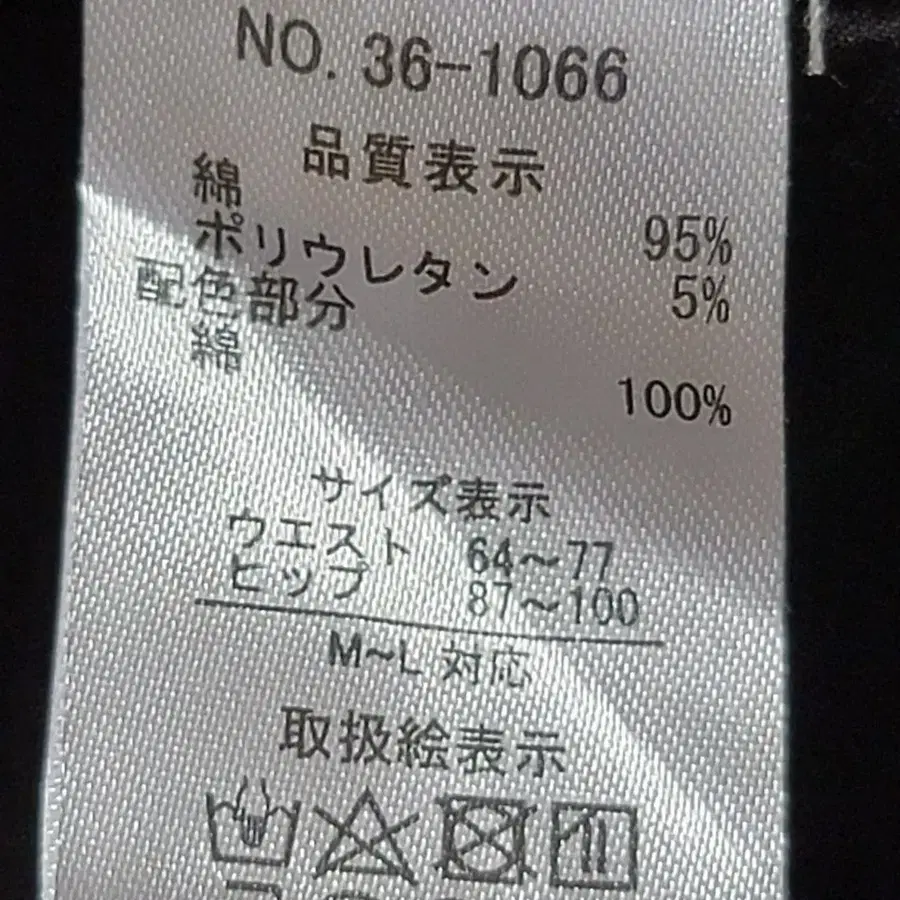 NO. 36-1066
品質表示
綿 95%
ポリウレタン 5%
配色部分
綿 100%
サイズ表示
ウエスト 64～77
ヒップ 87～100
M~L 対応
取扱絵表示